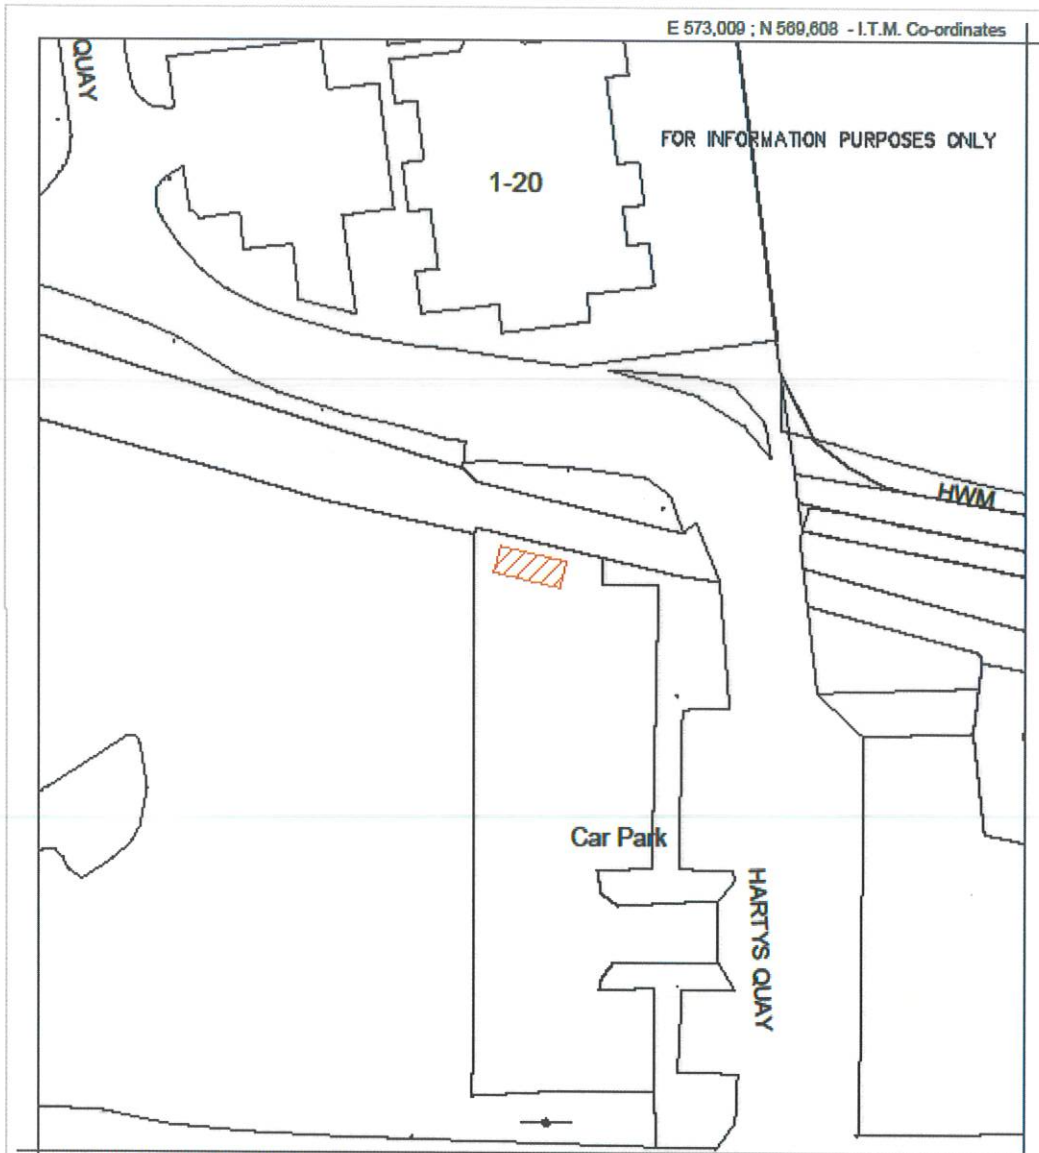 E 573,009 ; N 569,608 - I.T.M. Co-ordinates
QUAY
FOR INFORMATION PURPOSES ONLY
1-20
HWM
Car Park
HARTYS QUAY